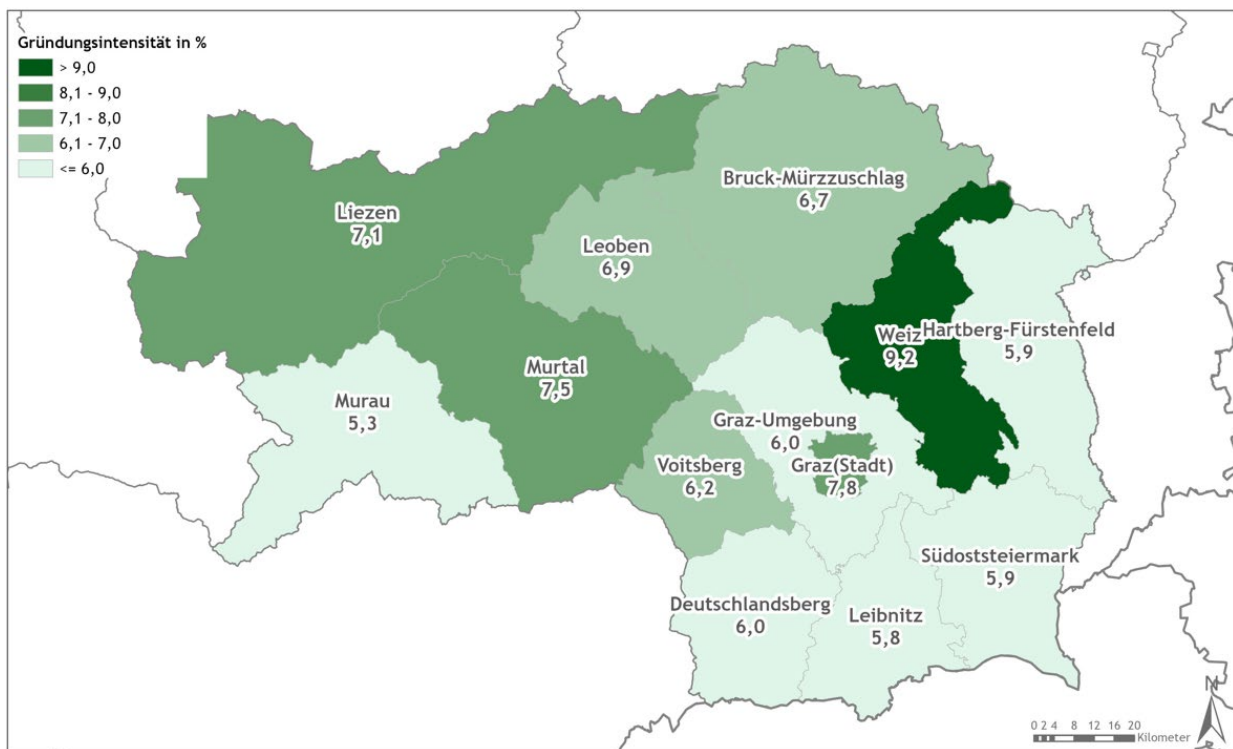 Gründungsintensität in %
> 9,0
8,1 - 9,0
7,1 - 8,0
6,1 - 7,0
<= 6,0
Bruck-Mürzzuschlag
6,7
Liezen
7,1
Leoben
6,9
Weiz
9,2
Hartberg-Fürstenfeld
5,9
Murtal
7,5
Murau
5,3
Graz-Umgebung
6,0
Voitsberg
6,2
Graz(Stadt)
7,8
Südoststeiermark
5,9
Deutschlandsberg
6,0
Leibnitz
5,8
N
0 2 4 8 12 16 20
Kilometer